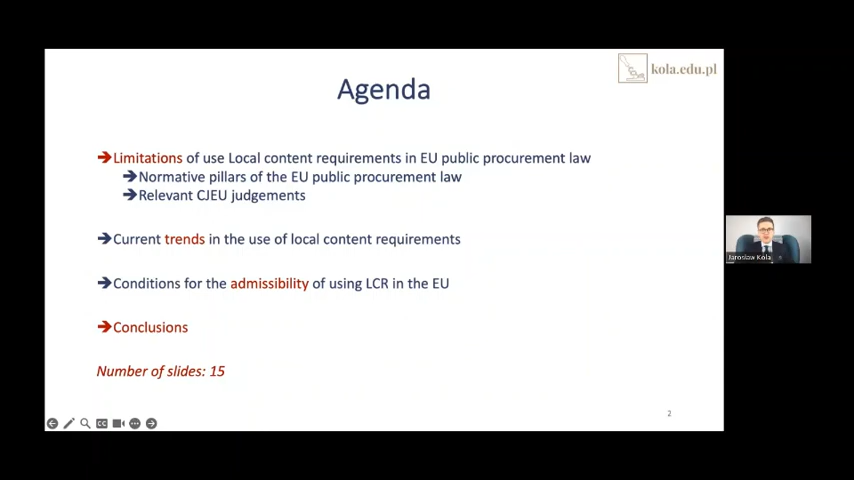 kola.edu.pl
Agenda
Limitations of use Local content requirements in EU public procurement law
Normative pillars of the EU public procurement law
Relevant CJEU judgements
Current trends in the use of local content requirements
Conditions for the admissibility of using LCR in the EU
Conclusions
Number of slides: 15
2
CC
Jarosław Kola